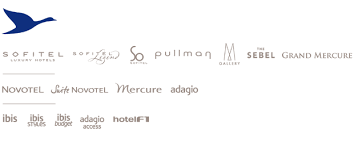 SOFITEL LUXURY HOTELS SOFITEL Legend So SOFITEL pullman M GALLERY THE SEBEL GRAND MERCURE
NOVOTEL Suite NOVOTEL Mercure adagio
ibis ibis STYLES ibis budget adagio access hotelF1